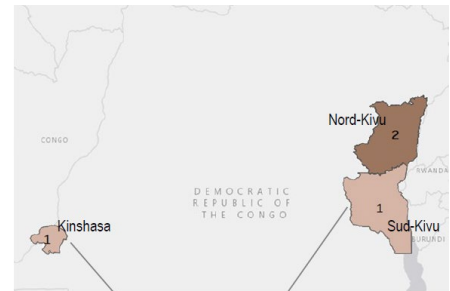 Nord-Kivu
2
CONGO
RWANDA
DEMOCRATIC
REPUBLIC OF
THE CONGO
1
Kinshasa
1
Sud-Kivu
BURUNDI